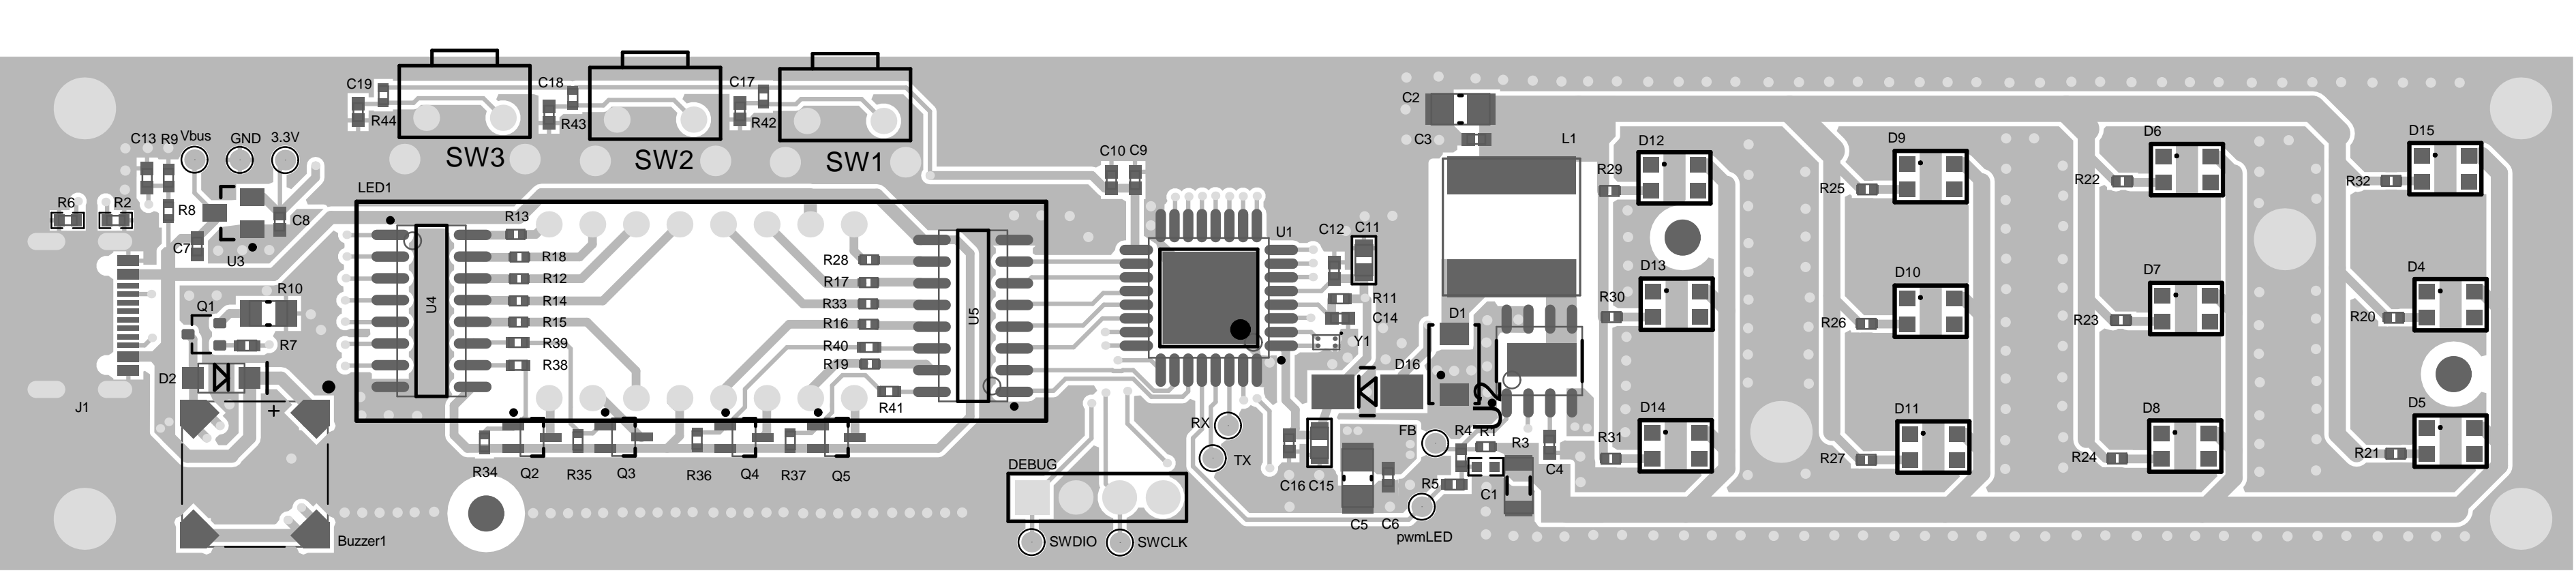 C19
C18
C17
R44
R43
R42
SW3
SW2
SW1
C2
C3
L1
D12
D9
D6
D15
C13 R9 Vbus GND 3.3V
C10 C9
R29
R25
R22
R32
LED1
R6
R2
R8
C8
C7
U3
R13
R18
R12
R14
R15
R39
R38
R28
R17
R33
R16
R40
R19
R41
U4
U5
U1
C12
C11
R11
C14
Y1
D13
D10
D7
D4
Q1
R10
R7
D2
J1
+
D1
D16
U2
R30
R26
R23
R20
D14
D11
D8
D5
RX
TX
FB
R4
R1
R3
C4
R31
R27
R24
R21
R34
Q2
R35
Q3
R36
Q4
R37
Q5
DEBUG
C16
C15
R5
C1
C5
C6
pwmLED
Buzzer1
SWDIO
SWCLK